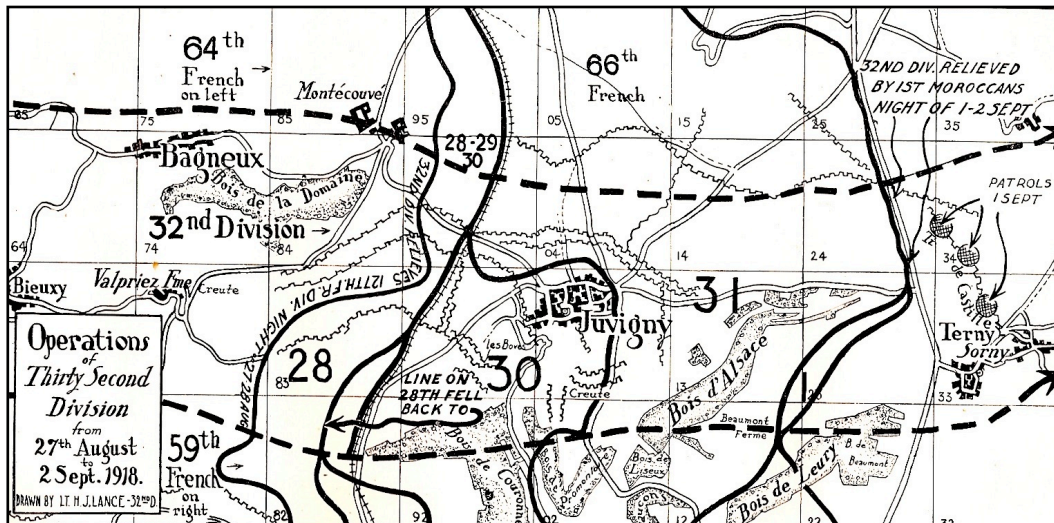 64th
French
on left
66th
French
Montécouvé
32ND DIV. RELIEVED
BY 1ST MOROCCANS
NIGHT OF 1-2 SEPT
85
75
85
95
05
15
25
35
28-29
30
Bagneux
Bois de la Domaine
32nd Division
PATROLS
1 SEPT
64
74
84
04
14
24
34
32ND DIV. RELIEVES
127TH. FR. DIV. NIGHT
27/28 AUG
Bieuxy
Valpriez Fme
Creute
31
Juvigny
les Boves
Terny
Sorny
Operations
of
Thirty Second
Division
from
27th August
to
2 Sept. 1918.
DRAWN BY LT. H.J. LANCE - 32ND D.
83
28
30
LINE ON
28TH FELL
BACK TO
Creute
13
Bois d'Alsace
1
33
Beaumont
Ferme
59th
French
on
right
Bois
de
Couronne
de
Bois de
Liseux
Bois de Leury
B. de
Beaumont
82
92
02
12
22
32